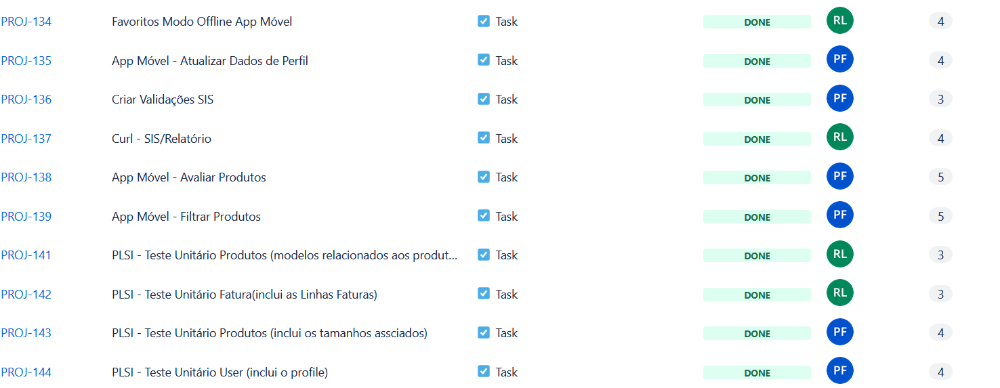 PROJ-134 Favoritos Modo Offline App Móvel Task DONE RL 4
PROJ-135 App Móvel - Atualizar Dados de Perfil Task DONE PF 4
PROJ-136 Criar Validações SIS Task DONE PF 3
PROJ-137 Curl - SIS/Relatório Task DONE RL 4
PROJ-138 App Móvel - Avaliar Produtos Task DONE PF 5
PROJ-139 App Móvel - Filtrar Produtos Task DONE PF 5
PROJ-141 PLSI - Teste Unitário Produtos (modelos relacionados aos produt... Task DONE RL 3
PROJ-142 PLSI - Teste Unitário Fatura(inclui as Linhas Faturas) Task DONE RL 3
PROJ-143 PLSI - Teste Unitário Produtos (inclui os tamanhos assciados) Task DONE PF 4
PROJ-144 PLSI - Teste Unitário User (inclui o profile) Task DONE PF 4